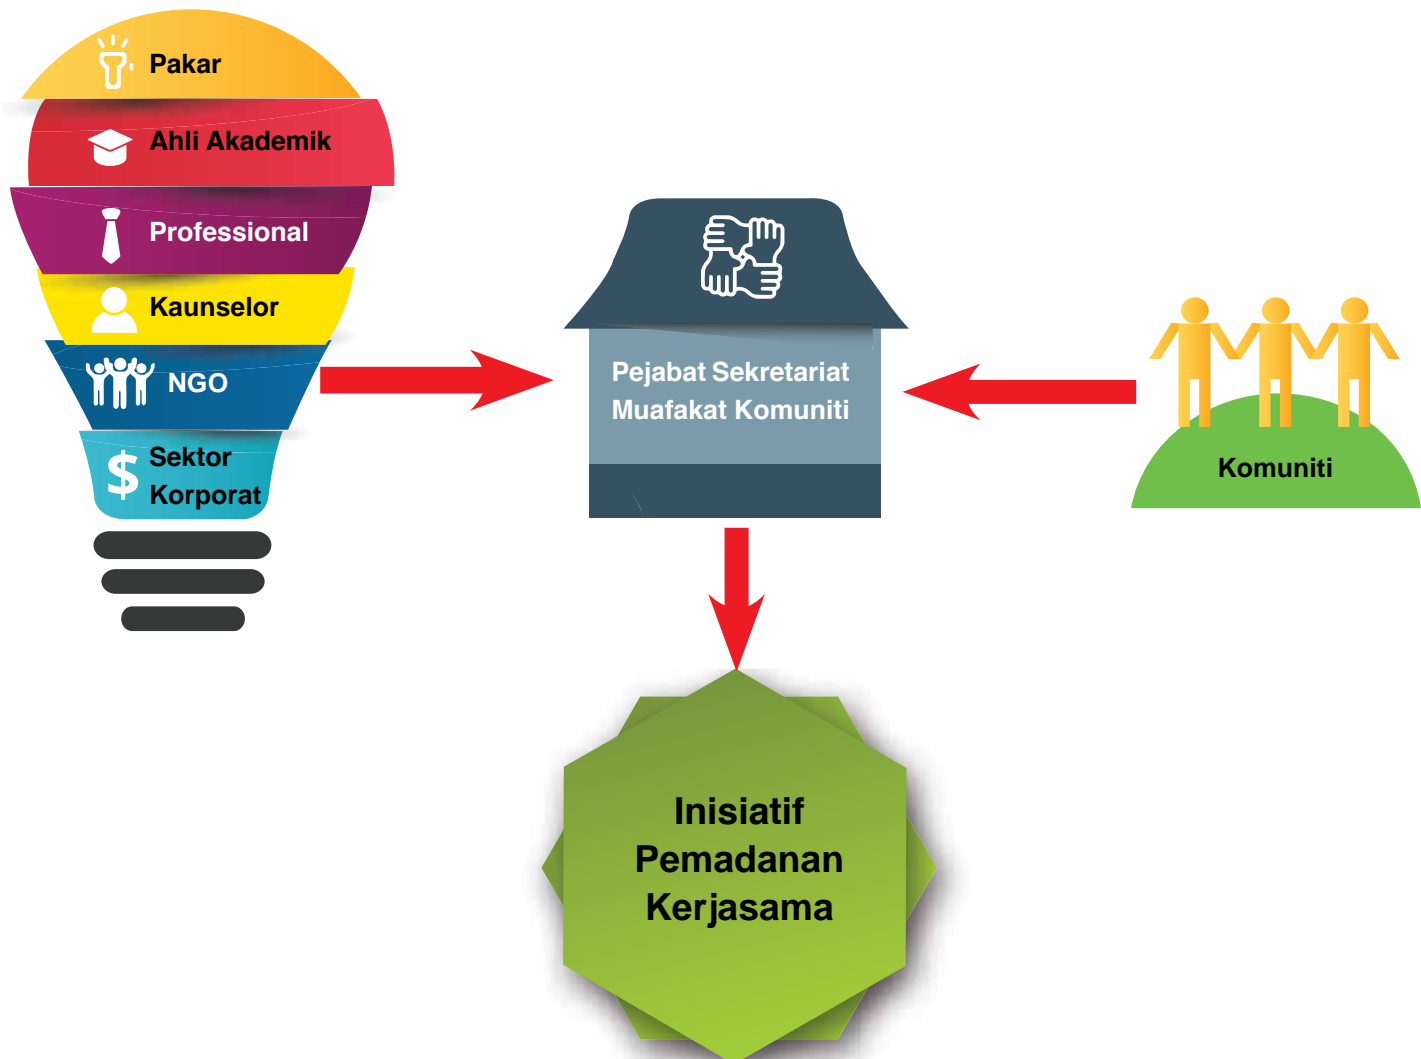 Pakar
Ahli Akademik
Professional
Kaunselor
NGO
$ Sektor
Korporat
Pejabat Sekretariat
Muafakat Komuniti
Komuniti
Inisiatif
Pemadanan
Kerjasama